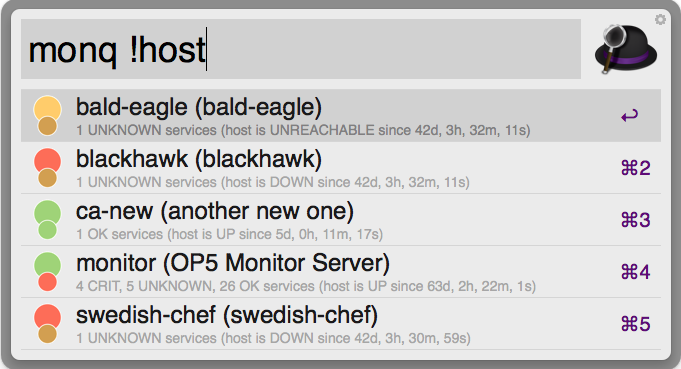 monq !host
bald-eagle (bald-eagle)
1 UNKNOWN services (host is UNREACHABLE since 42d, 3h, 32m, 11s)
↩
blackhawk (blackhawk)
1 UNKNOWN services (host is DOWN since 42d, 3h, 32m, 11s)
⌘2
ca-new (another new one)
1 OK services (host is UP since 5d, 0h, 11m, 17s)
⌘3
monitor (OP5 Monitor Server)
4 CRIT, 5 UNKNOWN, 26 OK services (host is UP since 63d, 2h, 22m, 1s)
⌘4
swedish-chef (swedish-chef)
1 UNKNOWN services (host is DOWN since 42d, 3h, 30m, 59s)
⌘5